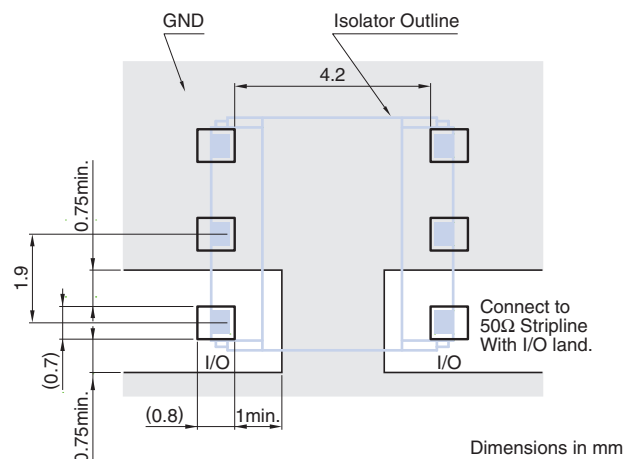 GND
Isolator Outline
4.2
0.75min.
1.9
(0.7)
0.75min.
I/O
I/O
(0.8)
1min.
Connect to
50Ω Stripline
With I/O land.
Dimensions in mm